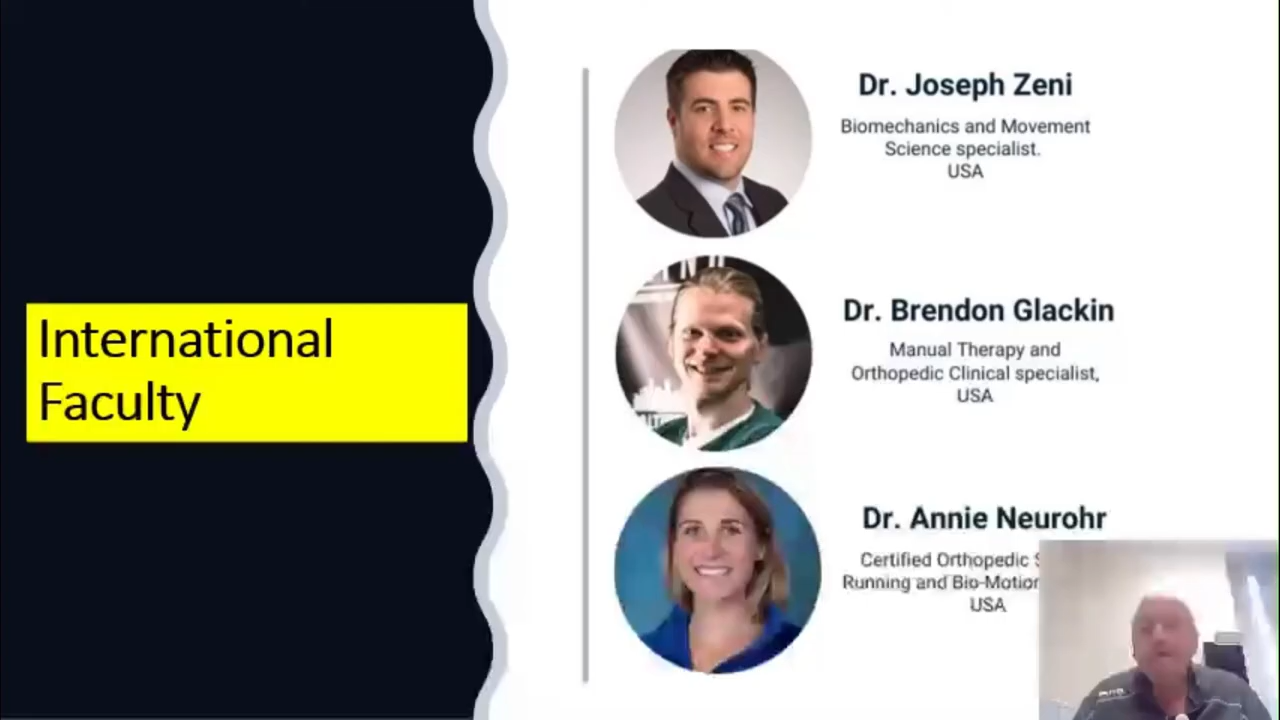 International
Faculty
Dr. Joseph Zeni
Biomechanics and Movement
Science specialist.
USA
Dr. Brendon Glackin
Manual Therapy and
Orthopedic Clinical specialist,
USA
Dr. Annie Neurohr
Certified Orthopedic
Running and Bio-Motion
USA